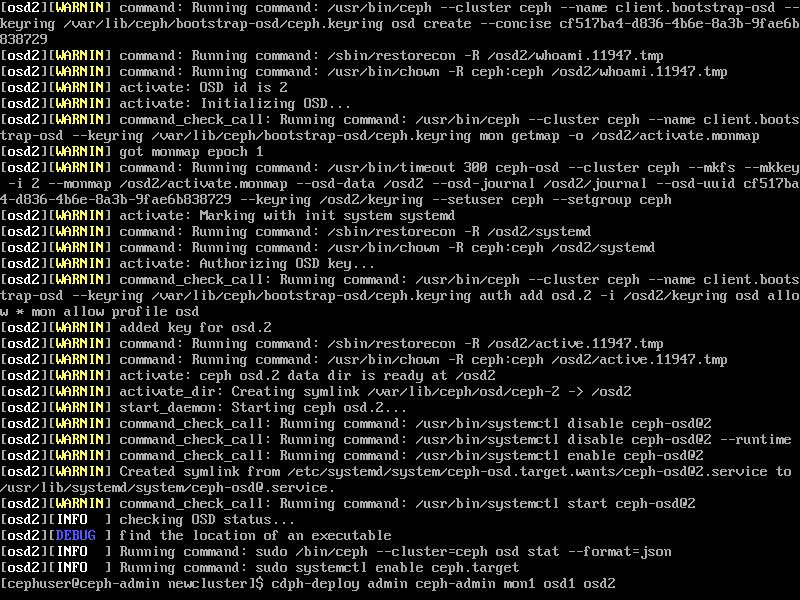 [osd2][WARNIN] command: Running command: /usr/bin/ceph --cluster ceph --name client.bootstrap-osd --
keyring /var/lib/ceph/bootstrap-osd/ceph.keyring osd create --concise cf517ba4-d836-4b6e-8a3b-9fae6b
838729
[osd2][WARNIN] command: Running command: /sbin/restorecon -R /osd2/whoami.11947.tmp
[osd2][WARNIN] command: Running command: /usr/bin/chown -R ceph:ceph /osd2/whoami.11947.tmp
[osd2][WARNIN] activate: OSD id is 2
[osd2][WARNIN] activate: Initializing OSD...
[osd2][WARNIN] command_check_call: Running command: /usr/bin/ceph --cluster ceph --name client.boots
trap-osd --keyring /var/lib/ceph/bootstrap-osd/ceph.keyring mon getmap -o /osd2/activate.monmap
[osd2][WARNIN] got monmap epoch 1
[osd2][WARNIN] command: Running command: /usr/bin/timeout 300 ceph-osd --cluster ceph --mkfs --mkkey
 -i 2 --monmap /osd2/activate.monmap --osd-data /osd2 --osd-journal /osd2/journal --osd-uuid cf517ba
4-d836-4b6e-8a3b-9fae6b838729 --keyring /osd2/keyring --setuser ceph --setgroup ceph
[osd2][WARNIN] activate: Marking with init system systemd
[osd2][WARNIN] command: Running command: /sbin/restorecon -R /osd2/systemd
[osd2][WARNIN] command: Running command: /usr/bin/chown -R ceph:ceph /osd2/systemd
[osd2][WARNIN] activate: Authorizing OSD key...
[osd2][WARNIN] command_check_call: Running command: /usr/bin/ceph --cluster ceph --name client.boots
trap-osd --keyring /var/lib/ceph/bootstrap-osd/ceph.keyring auth add osd.2 -i /osd2/keyring osd allo
w * mon allow profile osd
[osd2][WARNIN] added key for osd.2
[osd2][WARNIN] command: Running command: /sbin/restorecon -R /osd2/active.11947.tmp
[osd2][WARNIN] command: Running command: /usr/bin/chown -R ceph:ceph /osd2/active.11947.tmp
[osd2][WARNIN] activate: ceph osd.2 data dir is ready at /osd2
[osd2][WARNIN] activate_dir: Creating symlink /var/lib/ceph/osd/ceph-2 -> /osd2
[osd2][WARNIN] start_daemon: Starting ceph osd.2...
[osd2][WARNIN] command_check_call: Running command: /usr/bin/systemctl disable ceph-osd@2
[osd2][WARNIN] command_check_call: Running command: /usr/bin/systemctl disable ceph-osd@2 --runtime
[osd2][WARNIN] command_check_call: Running command: /usr/bin/systemctl enable ceph-osd@2
[osd2][WARNIN] Created symlink from /etc/systemd/system/ceph-osd.target.wants/ceph-osd@2.service to
/usr/lib/systemd/system/ceph-osd@.service.
[osd2][WARNIN] command_check_call: Running command: /usr/bin/systemctl start ceph-osd@2
[osd2][INFO  ] checking OSD status...
[osd2][DEBUG ] find the location of an executable
[osd2][INFO  ] Running command: sudo /bin/ceph --cluster=ceph osd stat --format=json
[osd2][INFO  ] Running command: sudo systemctl enable ceph.target
[cephuser@ceph-admin newcluster]$ cdph-deploy admin ceph-admin mon1 osd1 osd2